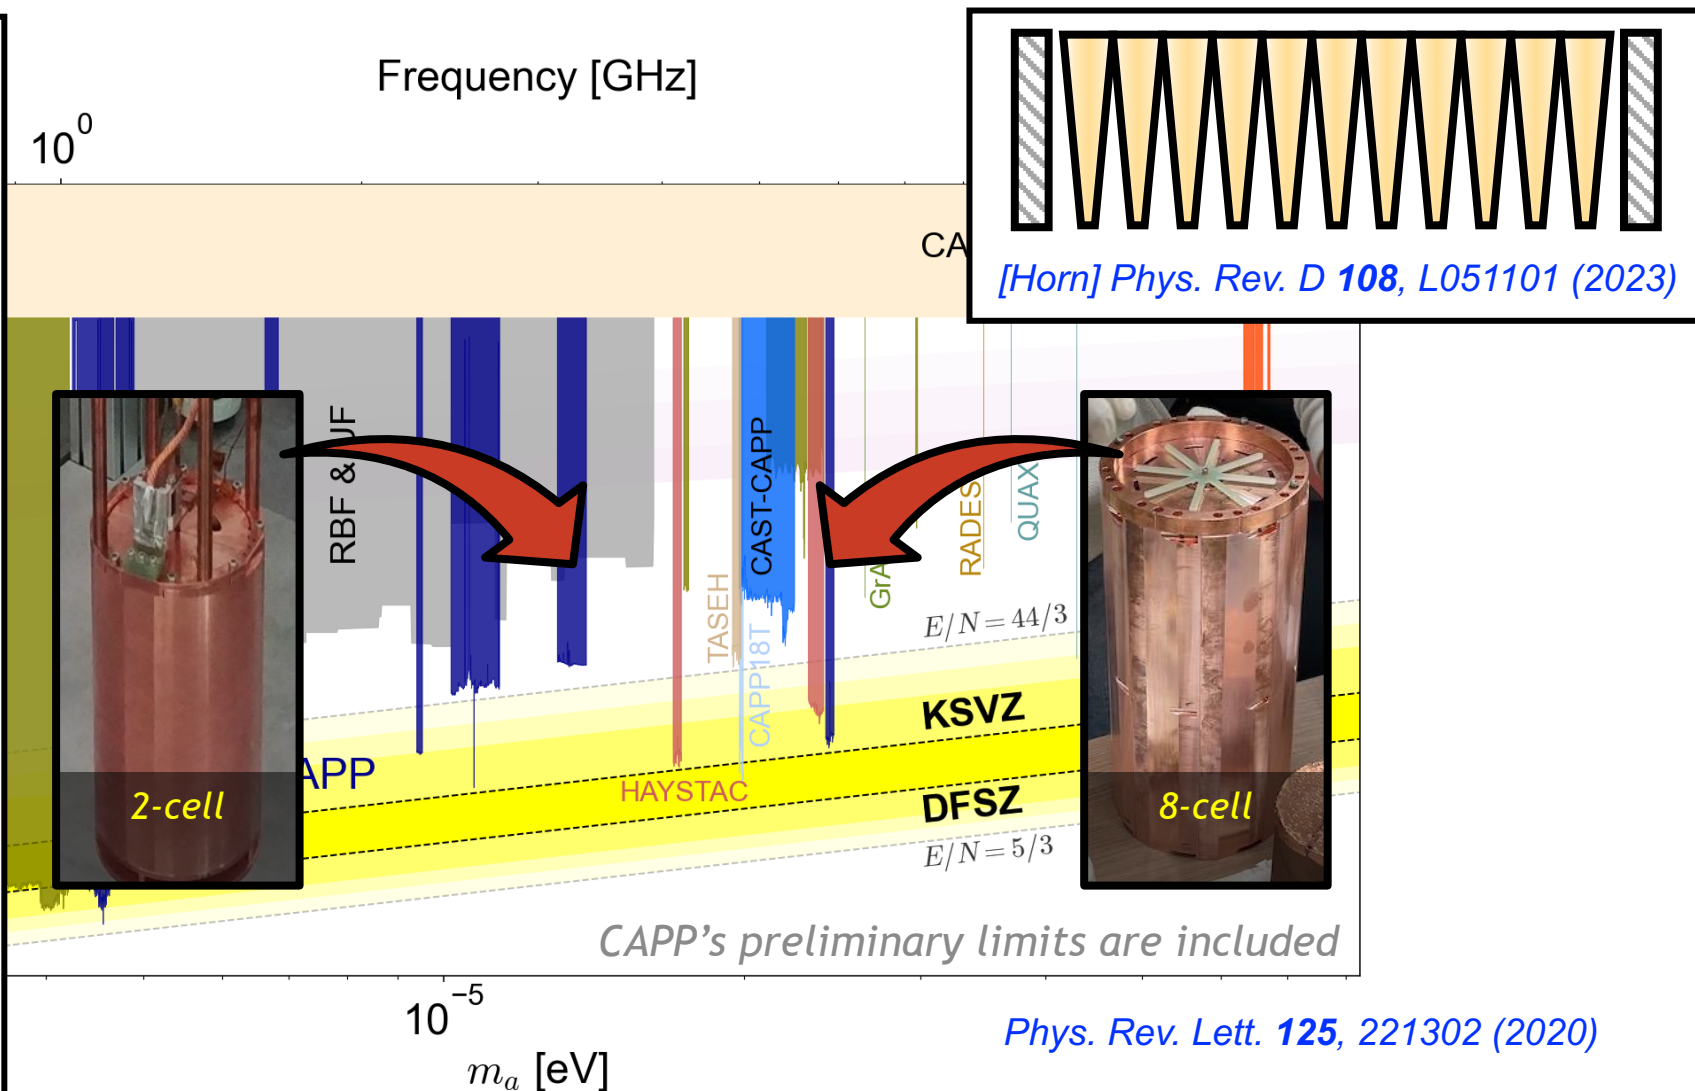 Frequency [GHz]
10^0
CA
[Horn] Phys. Rev. D 108, L051101 (2023)
RBF & UF
CAST-CAPP
RADES
QUAX
GrA
TASEH
CAPP18T
E/N = 44/3
KSVZ
APP
HAYSTAC
2-cell
DFSZ
8-cell
E/N = 5/3
CAPP's preliminary limits are included
10^−5
m_a [eV]
Phys. Rev. Lett. 125, 221302 (2020)